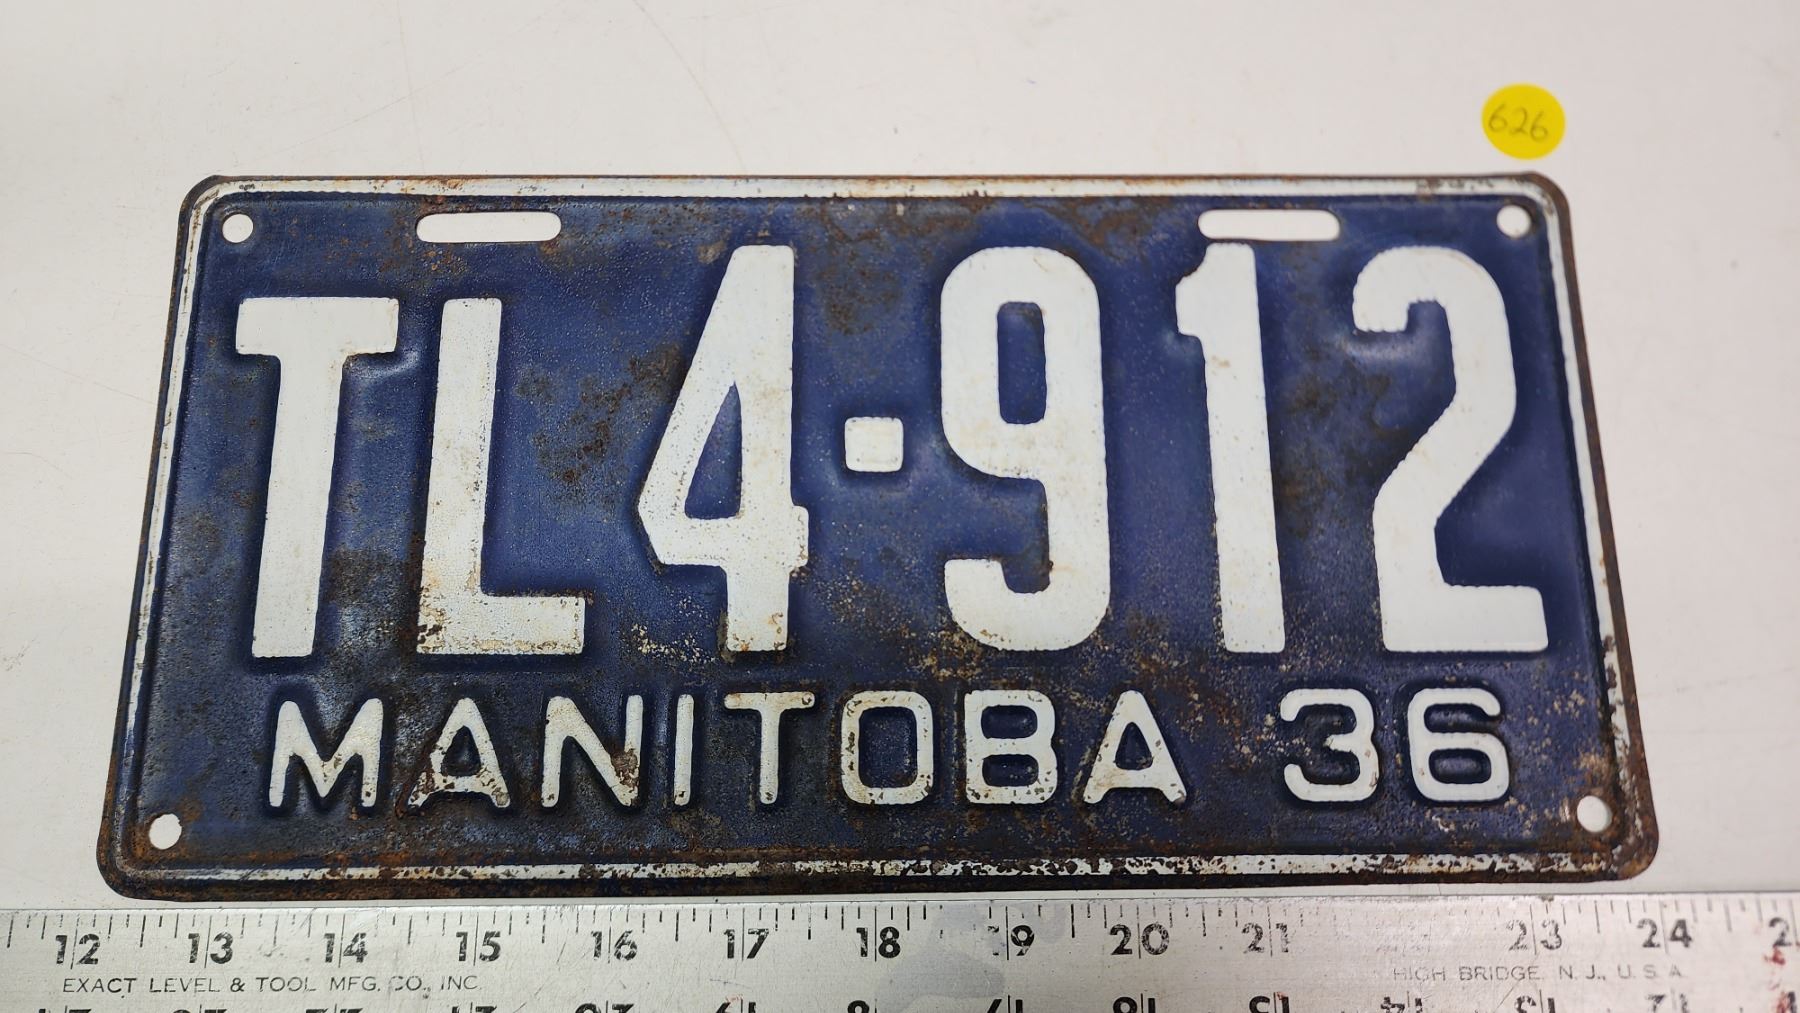 626
TL4-912
MANITOBA 36
12 13 14 15 16 17 18 19 20 21 23 24
EXACT LEVEL & TOOL MFG. CO., INC. HIGH BRIDGE, N. J., U. S. A.